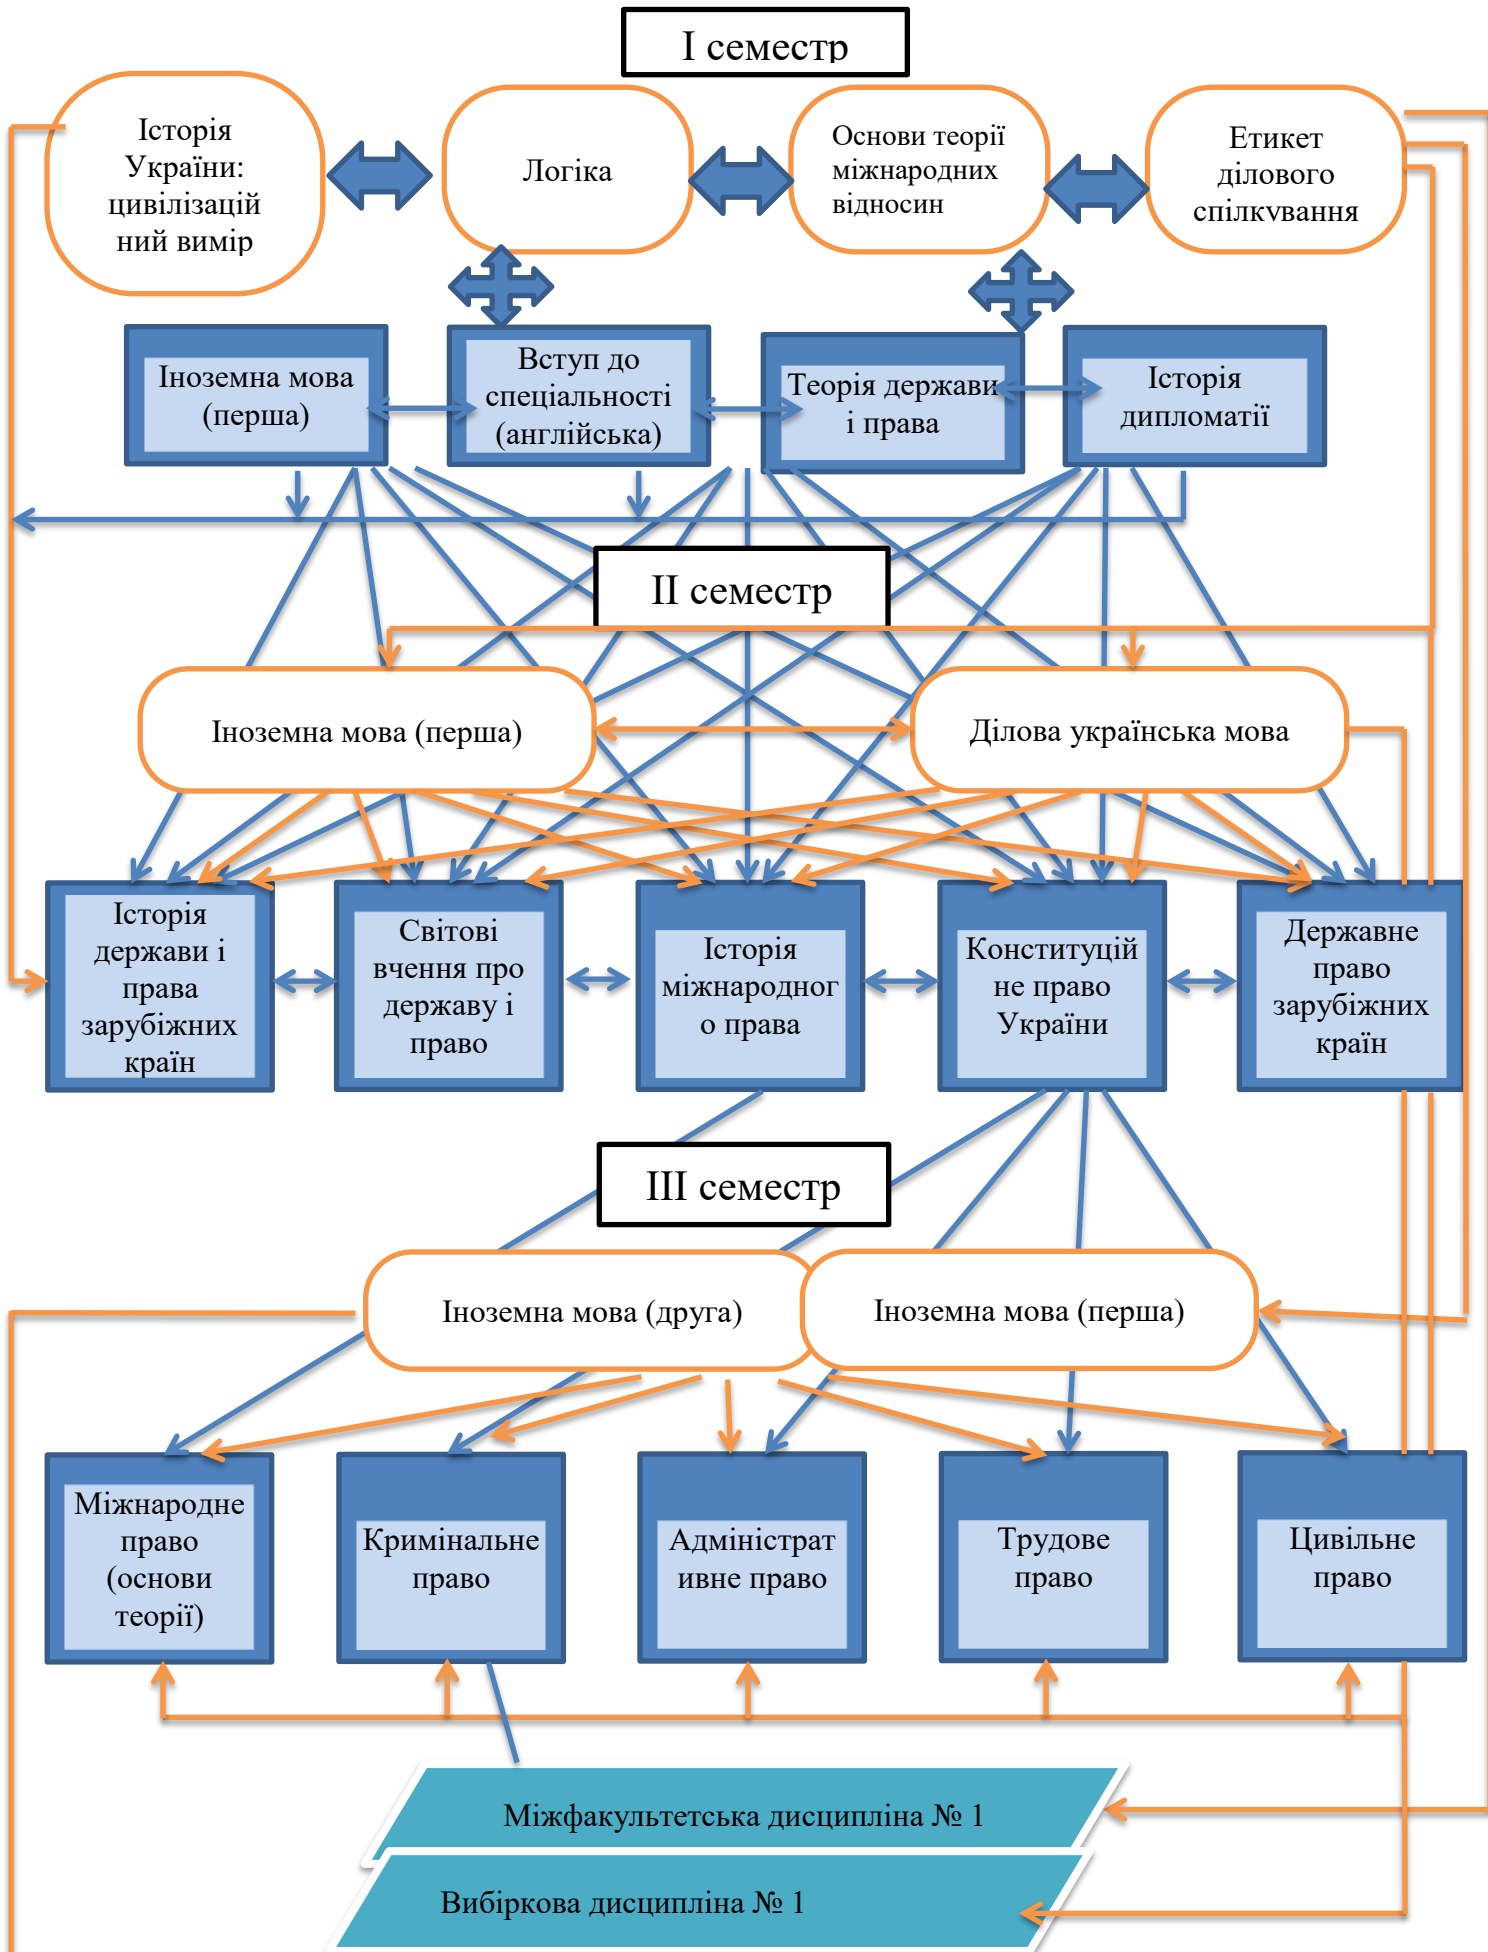 І семестр
Історія
України:
цивілізацій
ний вимір
Логіка
Основи теорії
міжнародних
відносин
Етикет
ділового
спілкування
Іноземна мова
(перша)
Вступ до
спеціальності
(англійська)
Теорія держави
і права
Історія
дипломатії
ІІ семестр
Іноземна мова (перша)
Ділова українська мова
Історія
держави і
права
зарубіжних
країн
Світові
вчення про
державу і
право
Історія
міжнародног
о права
Конституцій
не право
України
Державне
право
зарубіжних
країн
ІІІ семестр
Іноземна мова (друга)
Іноземна мова (перша)
Міжнародне
право
(основи
теорії)
Кримінальне
право
Адміністрат
ивне право
Трудове
право
Цивільне
право
Міжфакультетська дисципліна № 1
Вибіркова дисципліна № 1